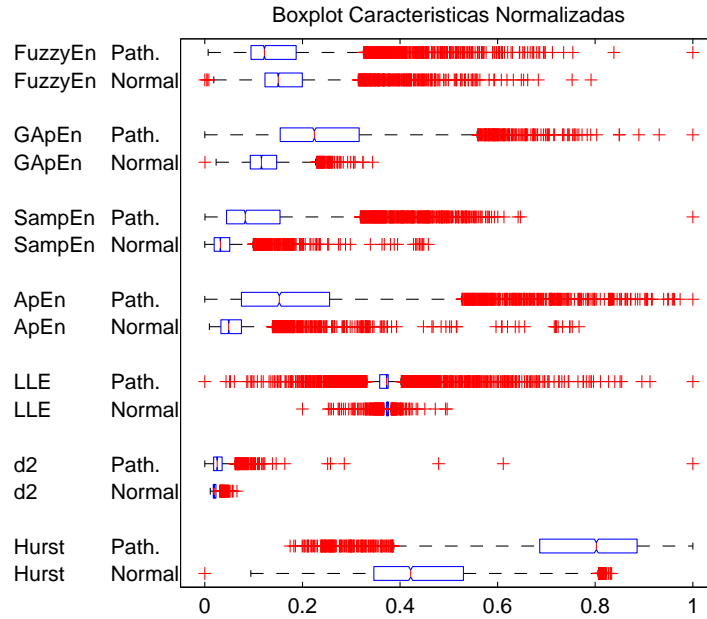 Boxplot Caracteristicas Normalizadas
FuzzyEn Path.
FuzzyEn Normal
GApEn Path.
GApEn Normal
SampEn Path.
SampEn Normal
ApEn Path.
ApEn Normal
LLE Path.
LLE Normal
d2 Path.
d2 Normal
Hurst Path.
Hurst Normal
0 0.2 0.4 0.6 0.8 1